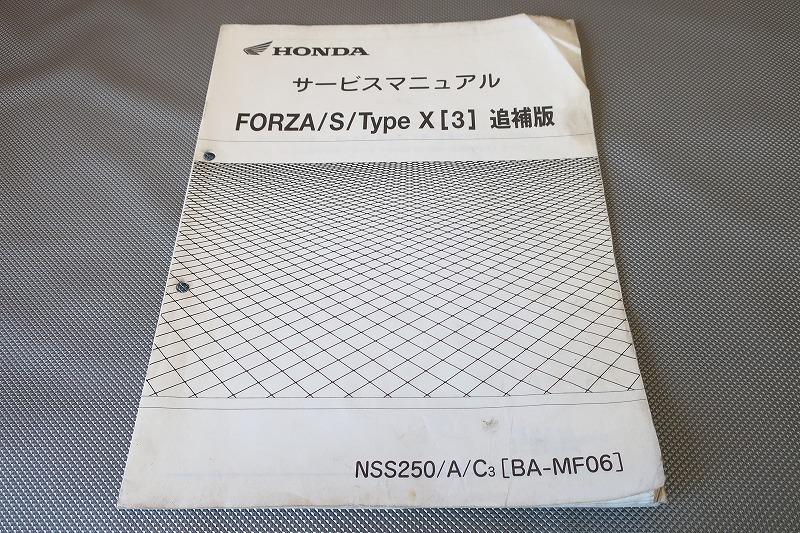 HONDA
サービスマニュアル
FORZA/S/Type X[3] 追補版
NSS250/A/C3 [BA-MF06]